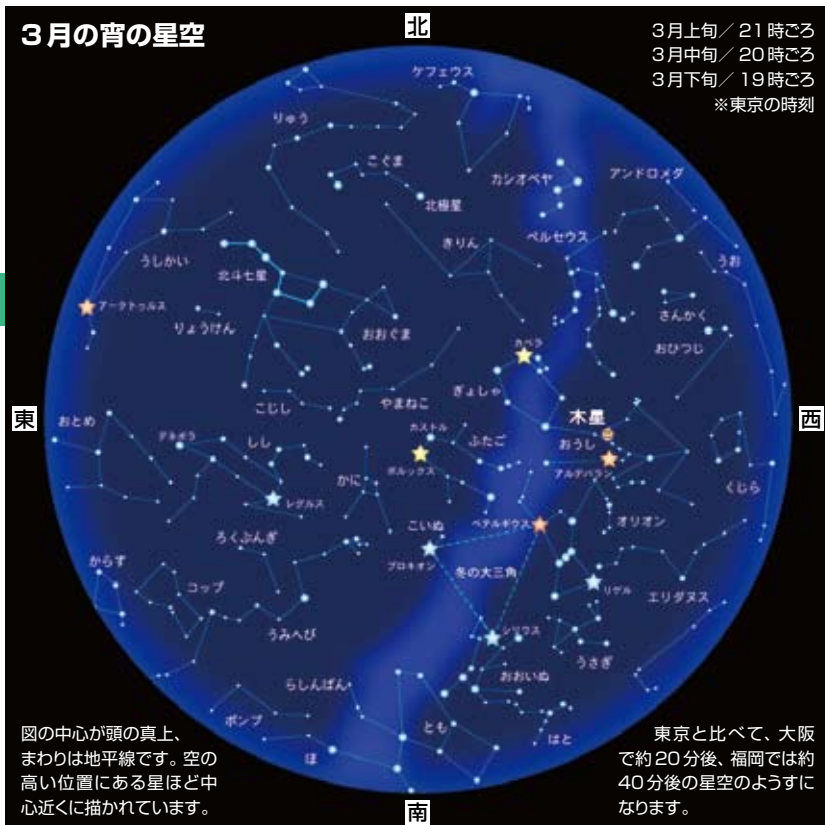 3月の宵の星空
北
3月上旬／21時ごろ
3月中旬／20時ごろ
3月下旬／19時ごろ
※東京の時刻
ケフェウス
りゅう
こぐま
カシオペヤ
アンドロメダ
北極星
きりん
ペルセウス
うしかい
北斗七星
うお
アークトゥルス
りょうけん
おおぐま
さんかく
おひつじ
カペラ
ぎょしゃ
こじし
やまねこ
木星
東
西
おとめ
デネボラ
しし
カストル
ふたご
おうし
ポルックス
アルデバラン
かに
くじら
レグルス
こいぬ
ベテルギウス
オリオン
ろくぶんぎ
プロキオン
冬の大三角
からす
コップ
リゲル
エリダヌス
うみへび
シリウス
うさぎ
おおいぬ
らしんばん
ポンプ
とも
はと
ほ
南
図の中心が頭の真上、
まわりは地平線です。空の
高い位置にある星ほど中
心近くに描かれています。
東京と比べて、大阪
で約20分後、福岡では約
40分後の星空のようすに
なります。